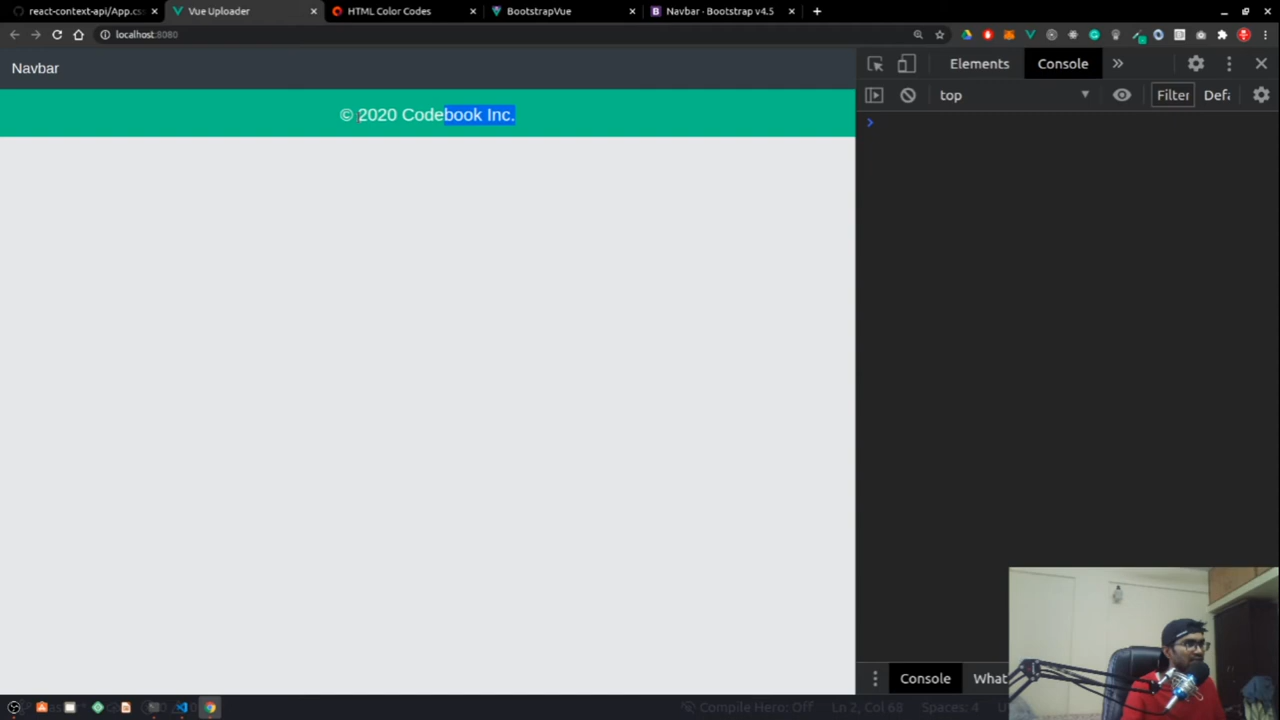 react-context-api/App.cs
Vue Uploader
HTML Color Codes
BootstrapVue
B
Navbar · Bootstrap v4.5
localhost:8080
Navbar
Elements
Console
top
Filter
Defa
© 2020 Codebook Inc.
Console
What
Compile Hero: Off
Ln 2, Col 68
Spaces: 4